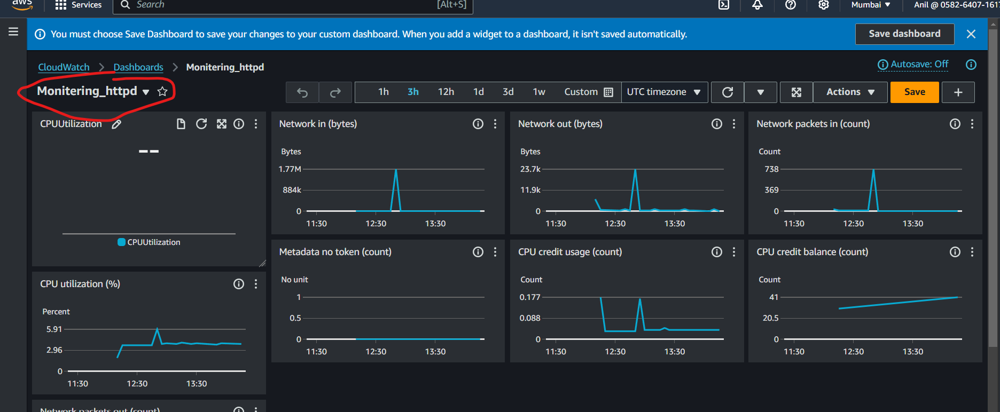 aws Services Search [Alt+S] Mumbai Anil @ 0582-6407-161
You must choose Save Dashboard to save your changes to your custom dashboard. When you add a widget to a dashboard, it isn't saved automatically. Save dashboard
CloudWatch > Dashboards > Monitering_httpd
Autosave: Off
Monitering_httpd
1h 3h 12h 1d 3d 1w Custom UTC timezone Actions Save +
CPUUtilization
--
CPUUtilization
Network in (bytes)
Bytes
1.77M
884k
0
11:30 12:30 13:30
Network out (bytes)
Bytes
23.7k
11.9k
0
11:30 12:30 13:30
Network packets in (count)
Count
738
369
0
11:30 12:30 13:30
CPU utilization (%)
Percent
5.91
2.96
0
11:30 12:30 13:30
Metadata no token (count)
No unit
1
0.5
0
11:30 12:30 13:30
CPU credit usage (count)
Count
0.177
0.088
0
11:30 12:30 13:30
CPU credit balance (count)
Count
41
20.5
0
11:30 12:30 13:30
Network packets out (count)